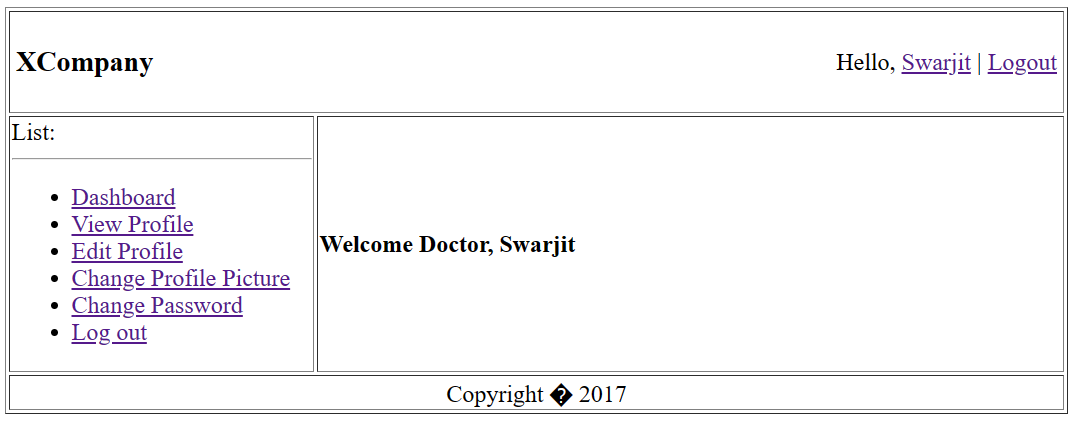 XCompany
Hello, Swarjit | Logout
List:
Dashboard
View Profile
Edit Profile
Change Profile Picture
Change Password
Log out
Welcome Doctor, Swarjit
Copyright � 2017